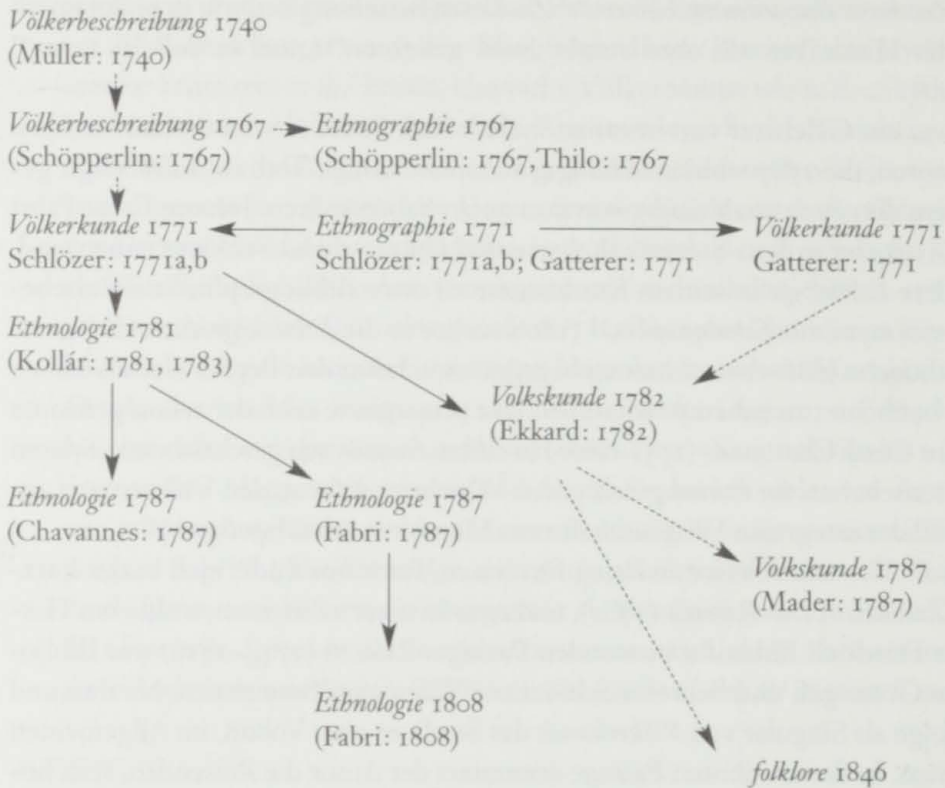 Völkerbeschreibung 1740
(Müller: 1740)
Völkerbeschreibung 1767
(Schöpperlin: 1767)
Ethnographie 1767
(Schöpperlin: 1767, Thilo: 1767
Völkerkunde 1771
Schlözer: 1771a,b
Ethnographie 1771
Schlözer: 1771a,b; Gatterer: 1771
Völkerkunde 1771
Gatterer: 1771
Ethnologie 1781
(Kollár: 1781, 1783)
Volkskunde 1782
(Ekkard: 1782)
Ethnologie 1787
(Chavannes: 1787)
Ethnologie 1787
(Fabri: 1787)
Volkskunde 1787
(Mader: 1787)
Ethnologie 1808
(Fabri: 1808)
folklore 1846